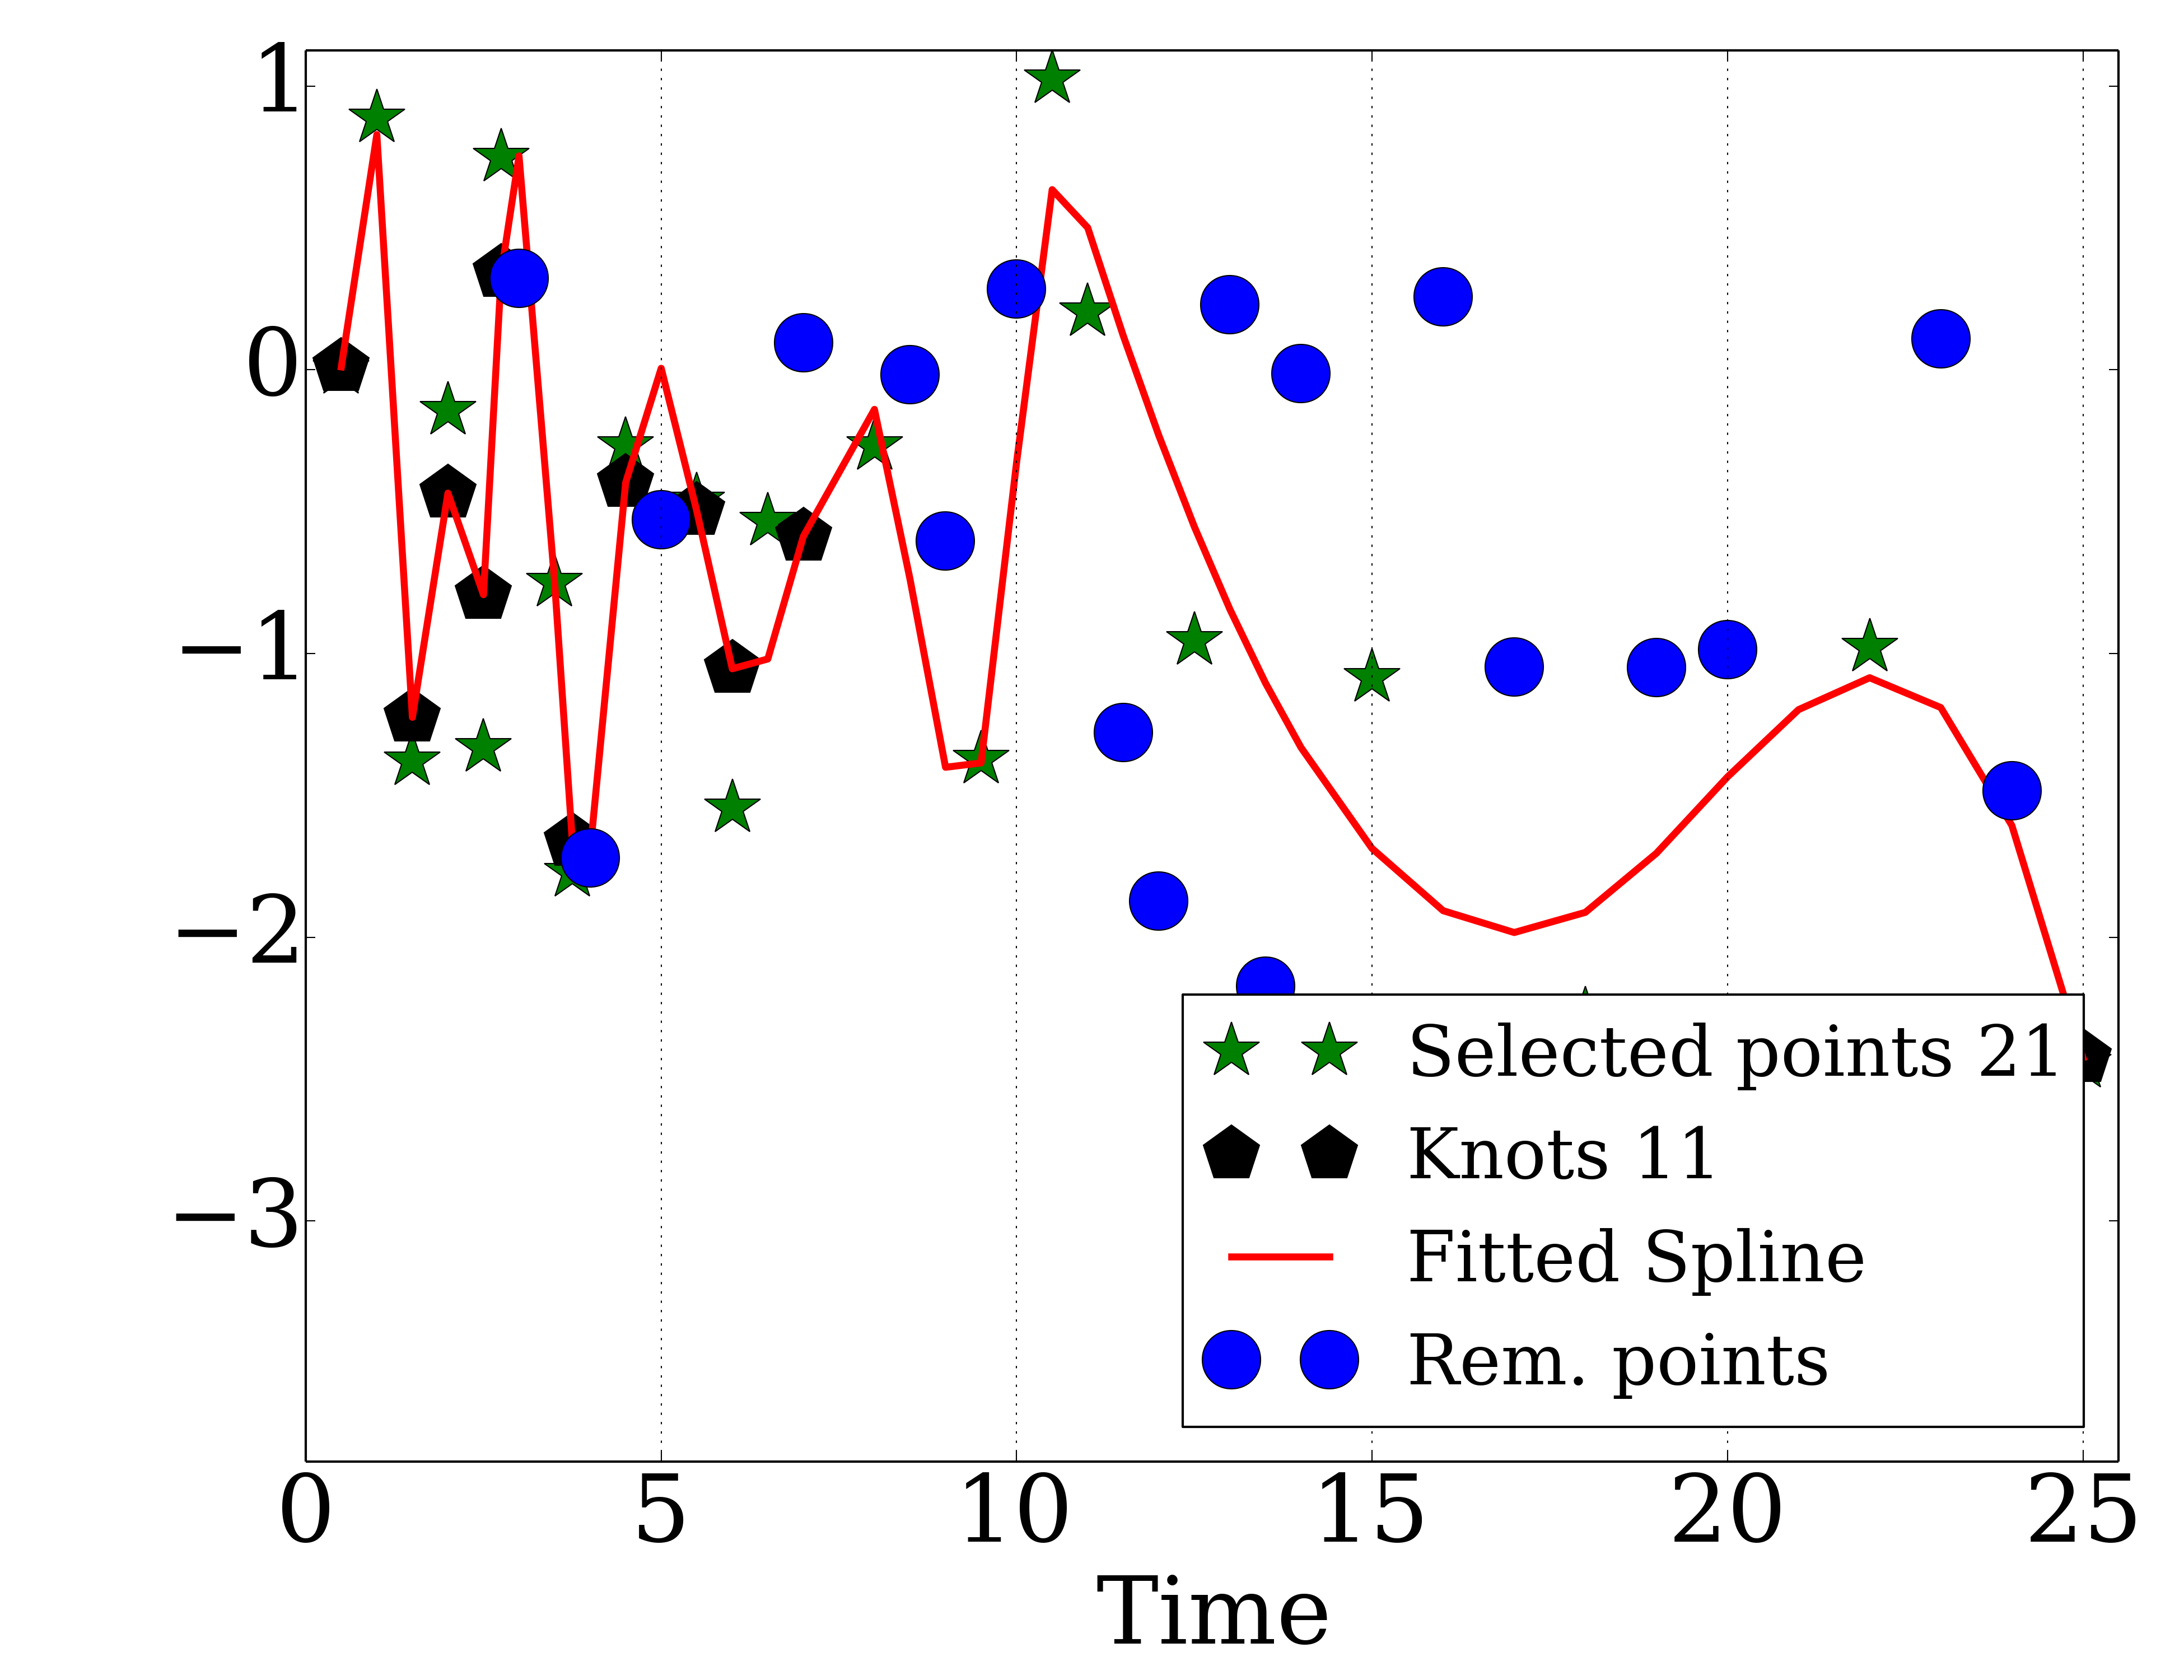 1
0
−1
−2
−3
0 5 10 15 20 25
Time
Selected points 21
Knots 11
Fitted Spline
Rem. points